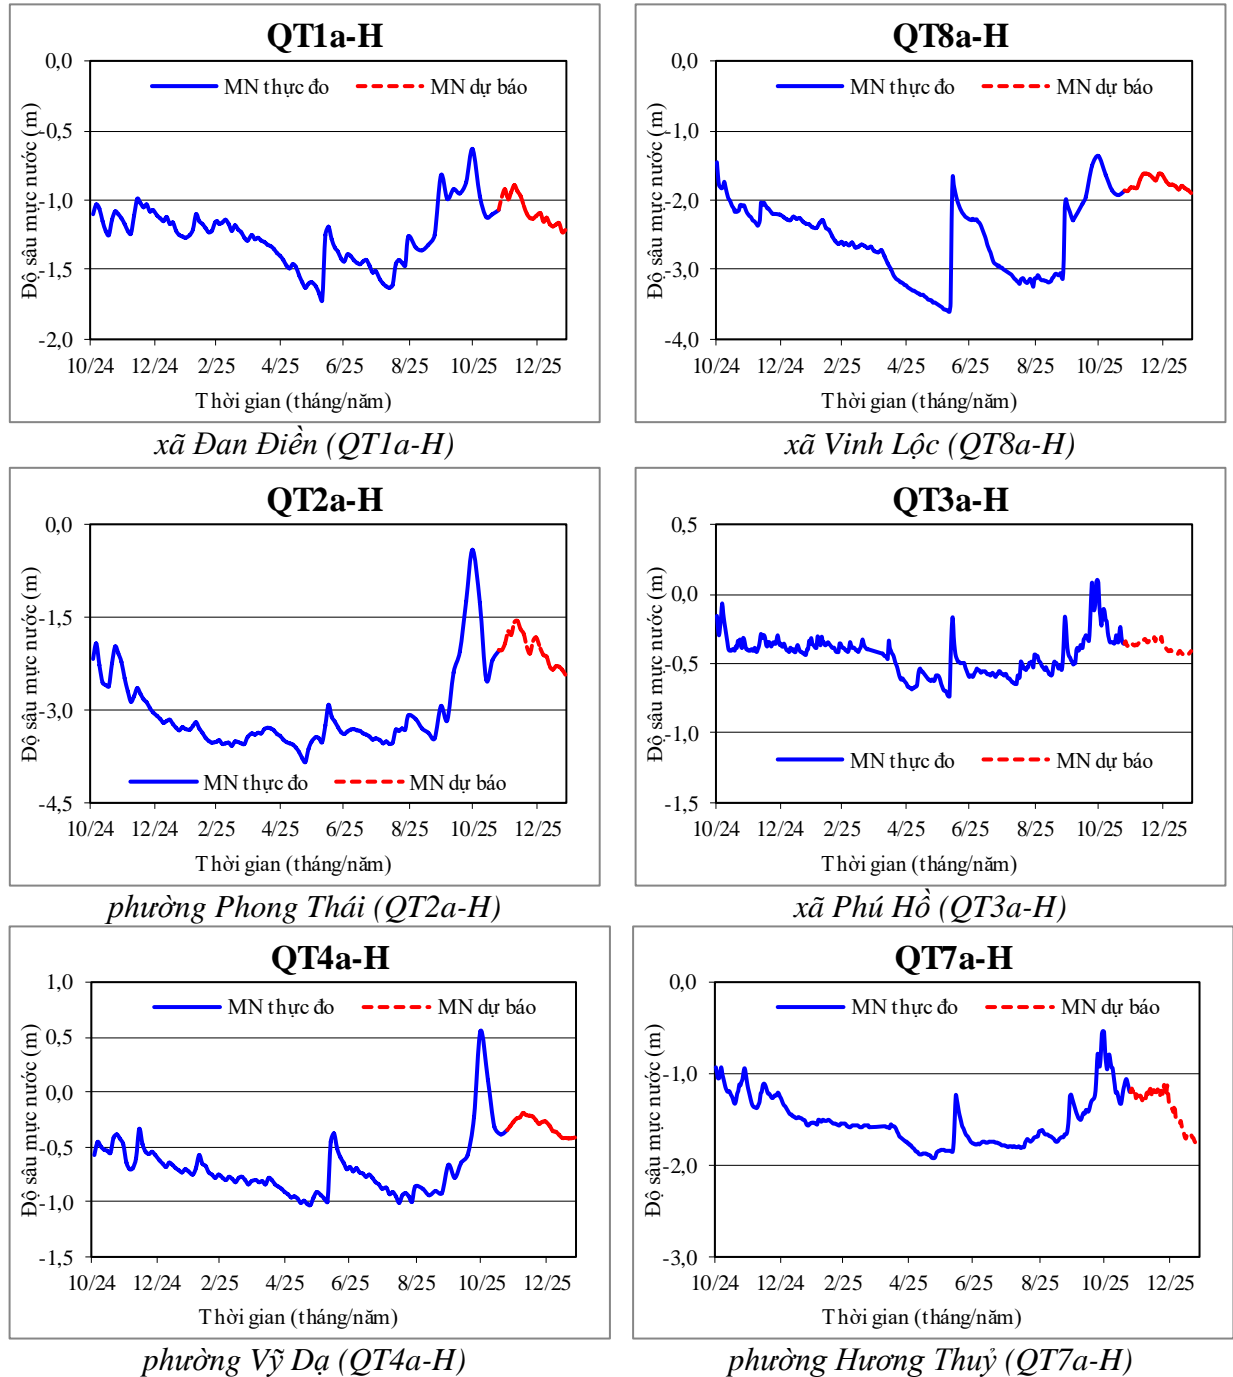 QT1a-H
MN thực đo MN dự báo
Độ sâu mực nước (m)
0,0
-0,5
-1,0
-1,5
-2,0
10/24 12/24 2/25 4/25 6/25 8/25 10/25 12/25
Thời gian (tháng/năm)
xã Đan Điền (QT1a-H)
QT8a-H
MN thực đo MN dự báo
Độ sâu mực nước (m)
0,0
-1,0
-2,0
-3,0
-4,0
10/24 12/24 2/25 4/25 6/25 8/25 10/25 12/25
Thời gian (tháng/năm)
xã Vinh Lộc (QT8a-H)
QT2a-H
Độ sâu mực nước (m)
0,0
-1,5
-3,0
-4,5
MN thực đo MN dự báo
10/24 12/24 2/25 4/25 6/25 8/25 10/25 12/25
Thời gian (tháng/năm)
phường Phong Thái (QT2a-H)
QT3a-H
Độ sâu mực nước (m)
0,5
0,0
-0,5
-1,0
-1,5
MN thực đo MN dự báo
10/24 12/24 2/25 4/25 6/25 8/25 10/25 12/25
Thời gian (tháng/năm)
xã Phú Hồ (QT3a-H)
QT4a-H
MN thực đo MN dự báo
Độ sâu mực nước (m)
1,0
0,5
0,0
-0,5
-1,0
-1,5
10/24 12/24 2/25 4/25 6/25 8/25 10/25 12/25
Thời gian (tháng/năm)
phường Vỹ Dạ (QT4a-H)
QT7a-H
MN thực đo MN dự báo
Độ sâu mực nước (m)
0,0
-1,0
-2,0
-3,0
10/24 12/24 2/25 4/25 6/25 8/25 10/25 12/25
Thời gian (tháng/năm)
phường Hương Thuỷ (QT7a-H)